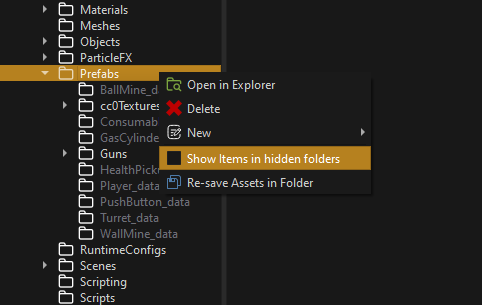 Materials
Meshes
Objects
ParticleFX
Prefabs
BallMine_da
cc0Textures
Consumab
GasCylinde
Guns
HealthPick
Player_data
PushButton_data
Turret_data
WallMine_data
RuntimeConfigs
Scenes
Scripting
Scripts
Open in Explorer
Delete
New
Show Items in hidden folders
Re-save Assets in Folder